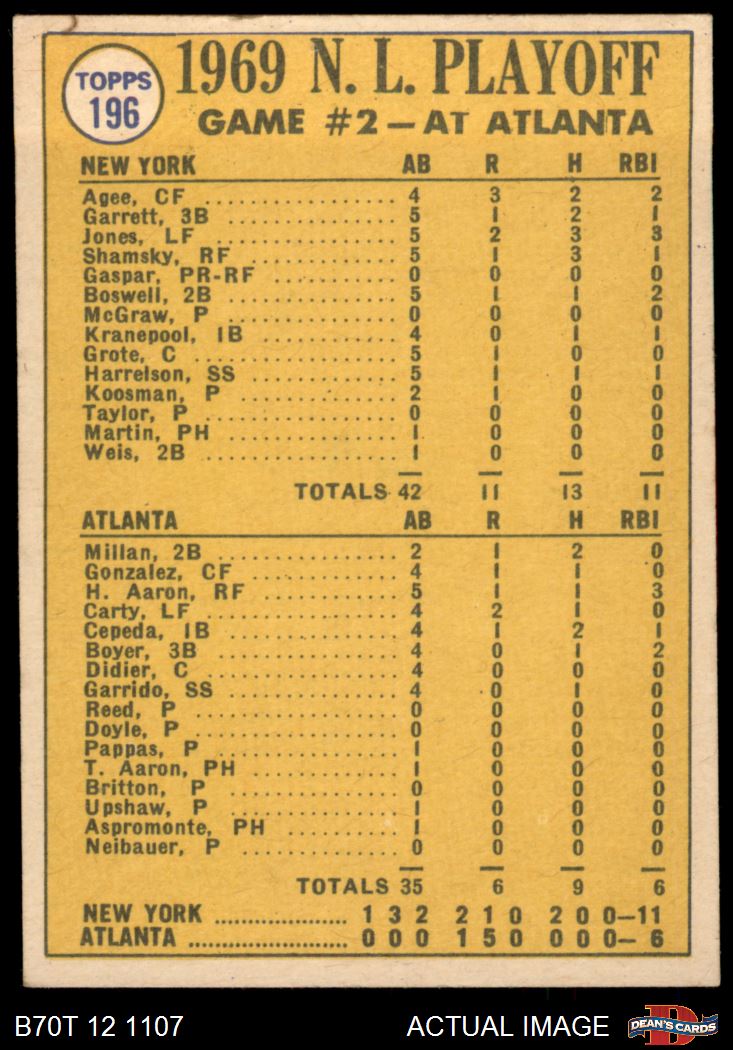 TOPPS 196
1969 N. L. PLAYOFF
GAME #2 – AT ATLANTA
NEW YORK AB R H RBI
Agee, CF .................. 4 3 2 2
Garrett, 3B ............... 5 1 2 1
Jones, LF ................ 5 2 3 3
Shamsky, RF ............. 5 1 3 1
Gaspar, PR-RF ........... 0 0 0 0
Boswell, 2B ............... 5 1 1 2
McGraw, P ............... 0 0 0 0
Kranepool, 1B ............ 4 0 1 1
Grote, C .................. 5 1 0 0
Harrelson, SS ............ 5 1 1 1
Koosman, P .............. 2 1 0 0
Taylor, P ................. 0 0 0 0
Martin, PH ............... 1 0 0 0
Weis, 2B ................. 1 0 0 0
TOTALS 42 11 13 11
ATLANTA AB R H RBI
Millan, 2B ................ 2 1 2 0
Gonzalez, CF ............. 4 1 1 0
H. Aaron, RF ............. 5 1 1 3
Carty, LF ................. 4 2 1 0
Cepeda, 1B ............... 4 1 2 1
Boyer, 3B ................ 4 0 1 2
Didier, C ................. 4 0 0 0
Garrido, SS ............... 4 0 1 0
Reed, P .................. 0 0 0 0
Doyle, P .................. 0 0 0 0
Pappas, P ................ 1 0 0 0
T. Aaron, PH ............. 1 0 0 0
Britton, P ................ 0 0 0 0
Upshaw, P ............... 1 0 0 0
Aspromonte, PH .......... 1 0 0 0
Neibauer, P .............. 0 0 0 0
TOTALS 35 6 9 6
NEW YORK .................... 1 3 2 2 1 0 2 0 0–11
ATLANTA ........................ 0 0 0 1 5 0 0 0 0– 6
B70T 12 1107 ACTUAL IMAGE D DEAN'S CARDS